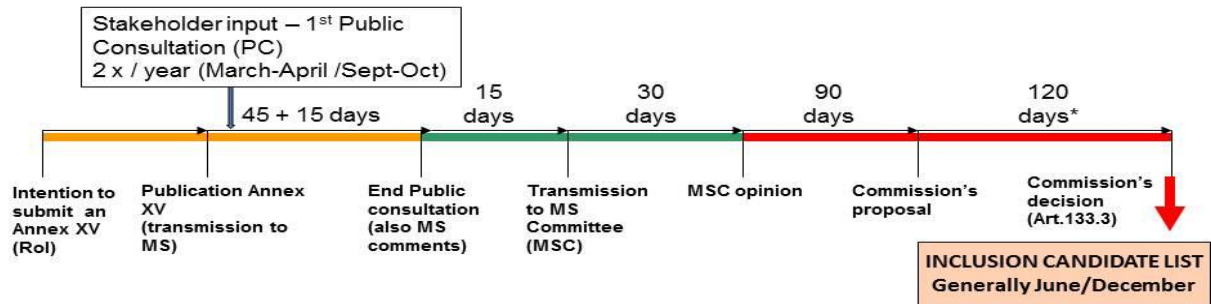 Stakeholder input – 1st Public
Consultation (PC)
2 x / year (March-April /Sept-Oct)
45 + 15 days
15
days
30
days
90
days
120
days*
Intention to
submit an
Annex XV
(RoI)
Publication Annex
XV
(transmission to
MS)
End Public
consultation
(also MS
comments)
Transmission
to MS
Committee
(MSC)
MSC opinion
Commission's
proposal
Commission's
decision
(Art.133.3)
INCLUSION CANDIDATE LIST
Generally June/December